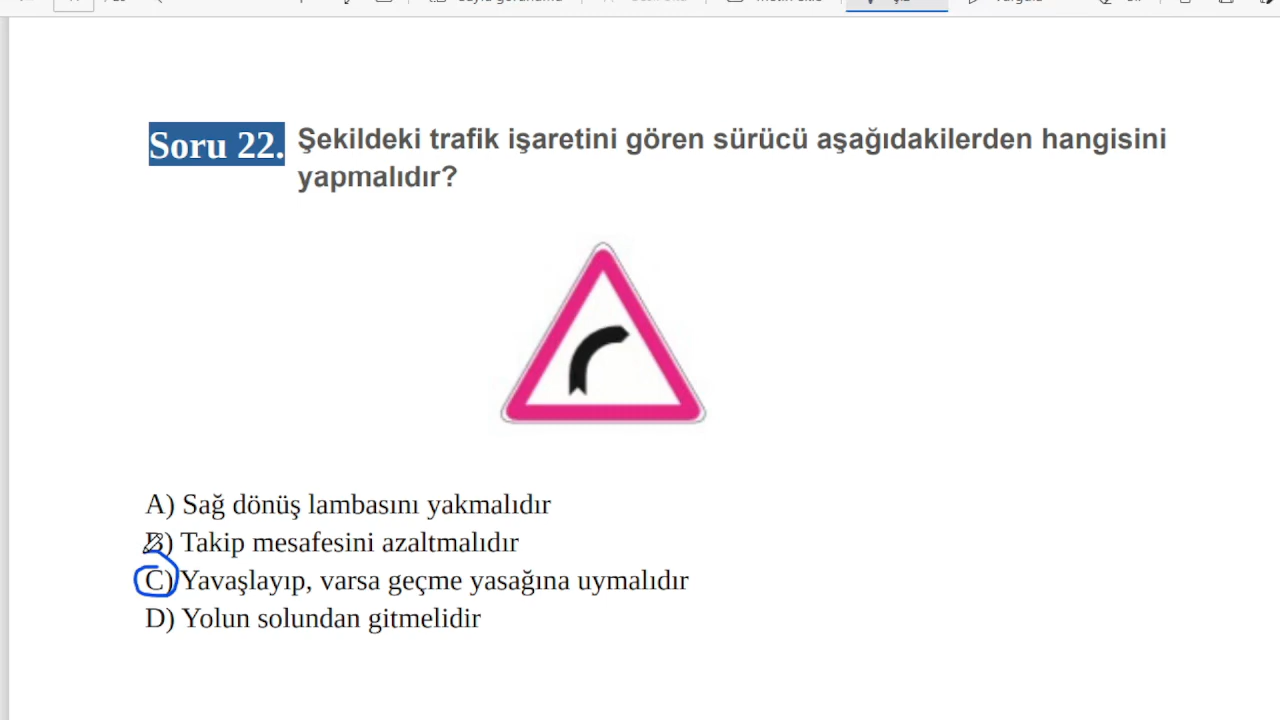 Soru 22. Şekildeki trafik işaretini gören sürücü aşağıdakilerden hangisini
yapmalıdır?
A) Sağ dönüş lambasını yakmalıdır
B) Takip mesafesini azaltmalıdır
C) Yavaşlayıp, varsa geçme yasağına uymalıdır
D) Yolun solundan gitmelidir